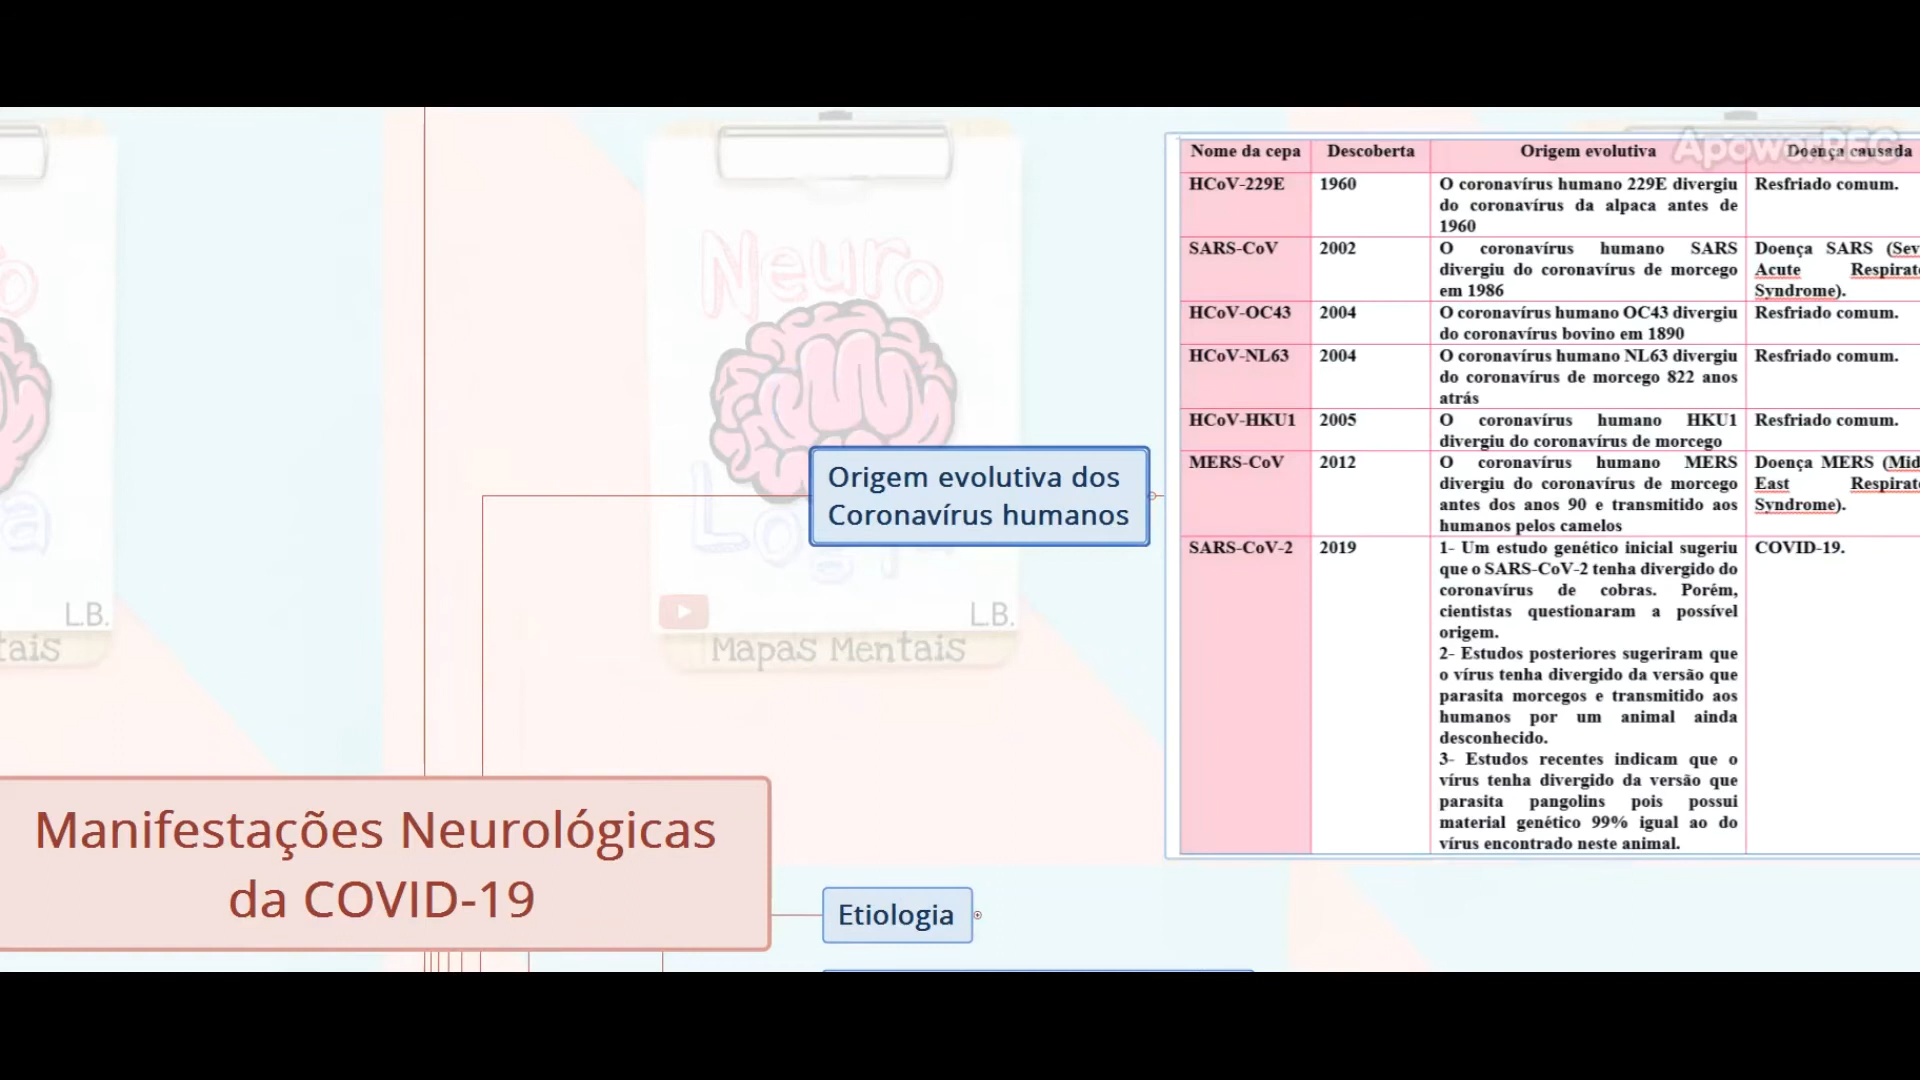 ApowerREC
Nome da cepa Descoberta Origem evolutiva Doença causada
HCoV-229E 1960 O coronavírus humano 229E divergiu Resfriado comum.
do coronavírus da alpaca antes de
1960
SARS-CoV 2002 O coronavírus humano SARS Doença SARS (Sev
divergiu do coronavírus de morcego Acute Respirato
em 1986 Syndrome).
HCoV-OC43 2004 O coronavírus humano OC43 divergiu Resfriado comum.
do coronavírus bovino em 1890
HCoV-NL63 2004 O coronavírus humano NL63 divergiu Resfriado comum.
do coronavírus de morcego 822 anos
atrás
HCoV-HKU1 2005 O coronavírus humano HKU1 Resfriado comum.
divergiu do coronavírus de morcego
MERS-CoV 2012 O coronavírus humano MERS Doença MERS (Mid
divergiu do coronavírus de morcego East Respirato
antes dos anos 90 e transmitido aos Syndrome).
humanos pelos camelos
SARS-CoV-2 2019 1- Um estudo genético inicial sugeriu COVID-19.
que o SARS-CoV-2 tenha divergido do
coronavírus de cobras. Porém,
cientistas questionaram a possível
origem.
2- Estudos posteriores sugeriram que
o vírus tenha divergido da versão que
parasita morcegos e transmitido aos
humanos por um animal ainda
desconhecido.
3- Estudos recentes indicam que o
vírus tenha divergido da versão que
parasita pangolins pois possui
material genético 99% igual ao do
vírus encontrado neste animal.
Neuro
Origem evolutiva dos
Coronavírus humanos
Logia
L.B.
L.B.
tais
Mapas Mentais
Manifestações Neurológicas
da COVID-19
Etiologia